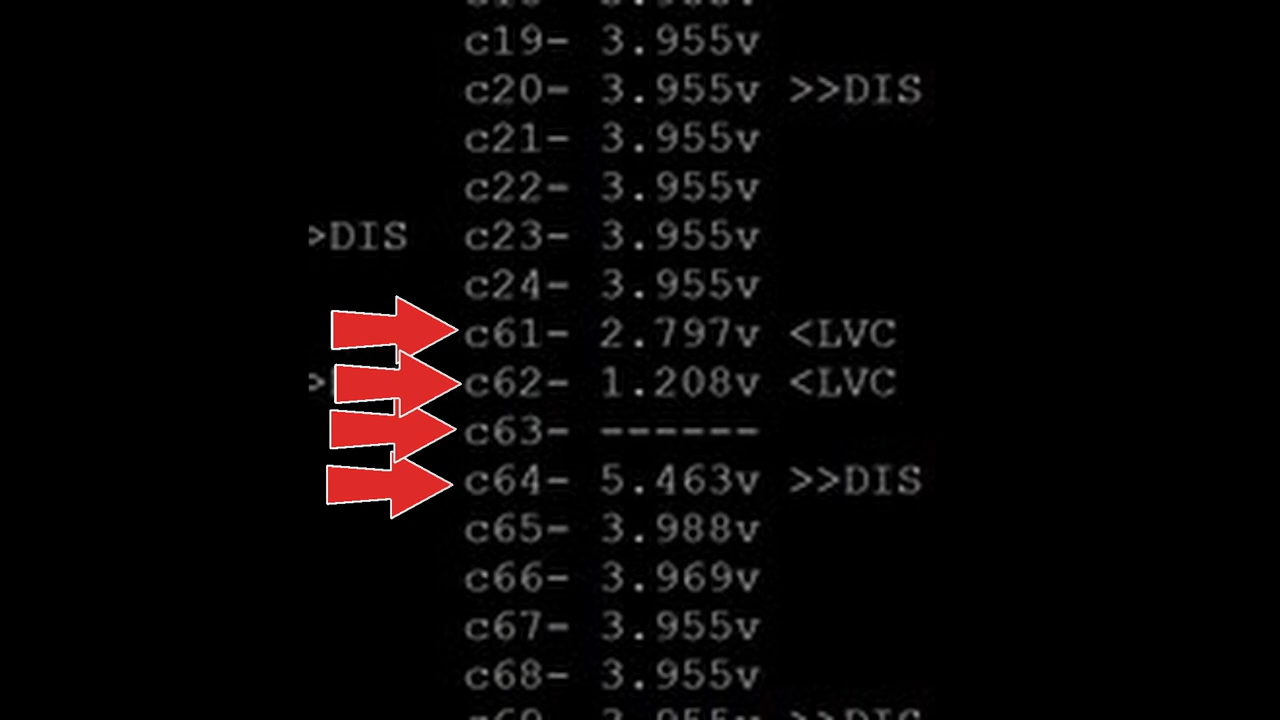 c19- 3.955v
c20- 3.955v >>DIS
c21- 3.955v
c22- 3.955v
>DIS c23- 3.955v
c24- 3.955v
c61- 2.797v <LVC
> c62- 1.208v <LVC
c63- ------
c64- 5.463v >>DIS
c65- 3.988v
c66- 3.969v
c67- 3.955v
c68- 3.955v